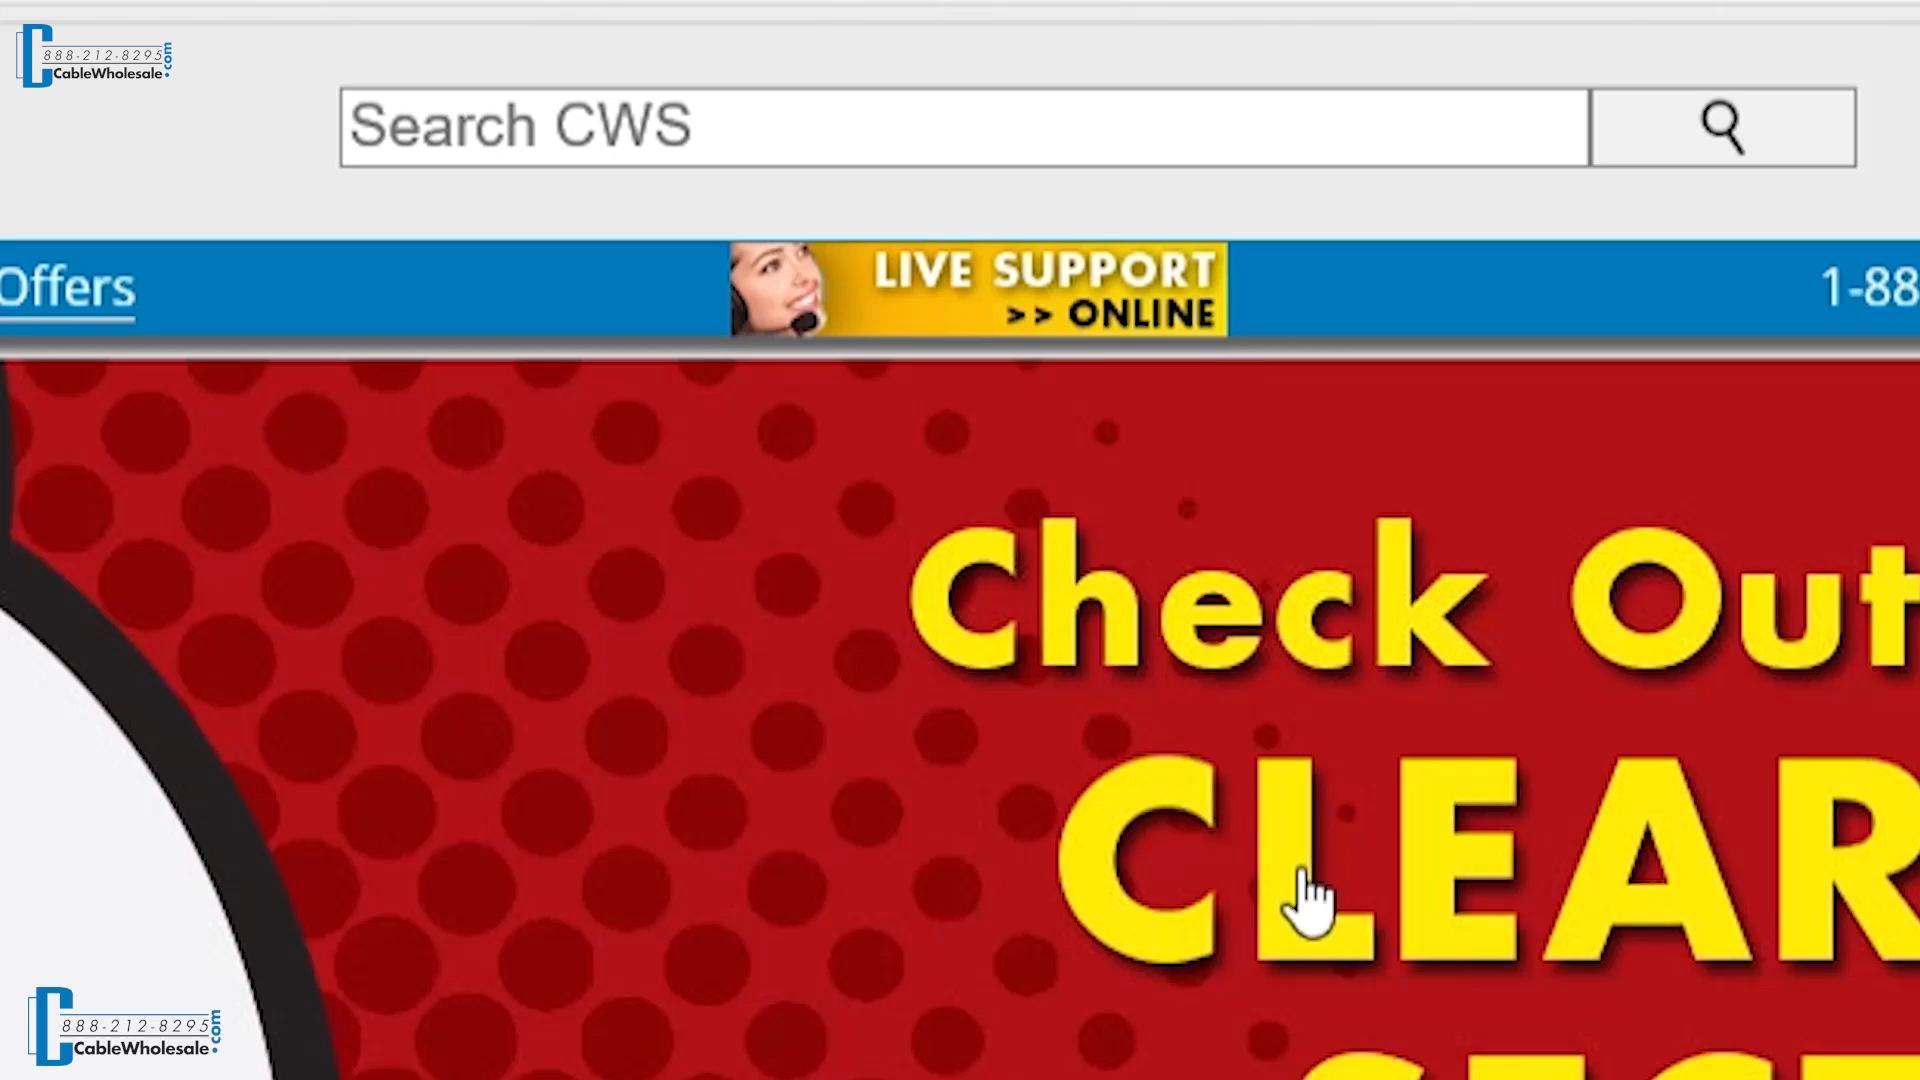 888-212-8295
CableWholesale.com
Search CWS
Offers
LIVE SUPPORT
>> ONLINE
1-88
Check Out
CLEAR
888-212-8295
CableWholesale.com